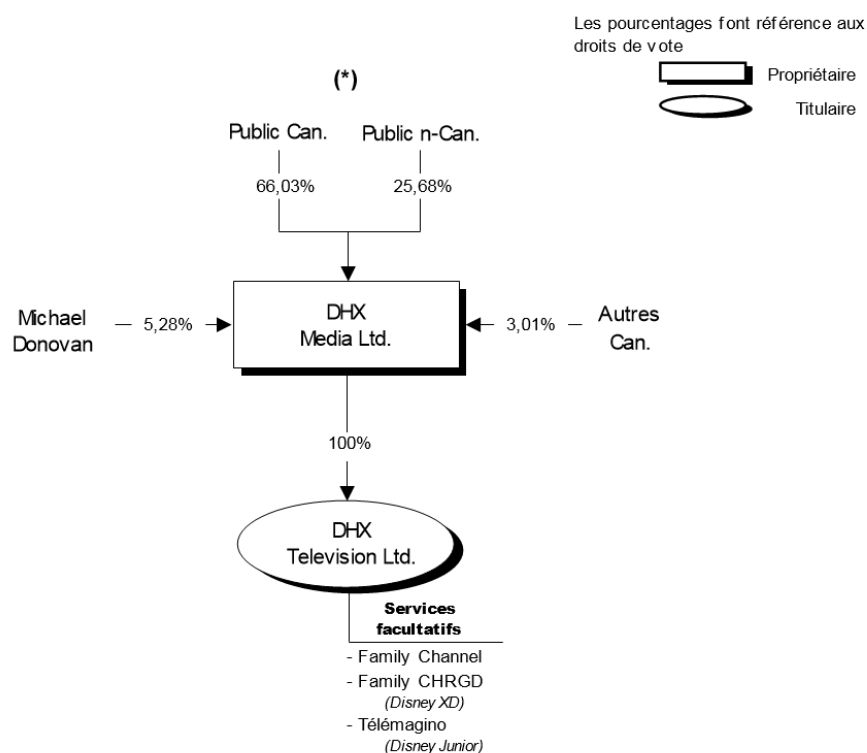 Les pourcentages font référence aux
droits de vote
Propriétaire
Titulaire
(*)
Public Can.
Public n-Can.
66,03%
25,68%
Michael
Donovan
5,28%
DHX
Media Ltd.
3,01%
Autres
Can.
100%
DHX
Television Ltd.
Services
facultatifs
- Family Channel
- Family CHRGD
(Disney XD)
- Télémagino
(Disney Junior)